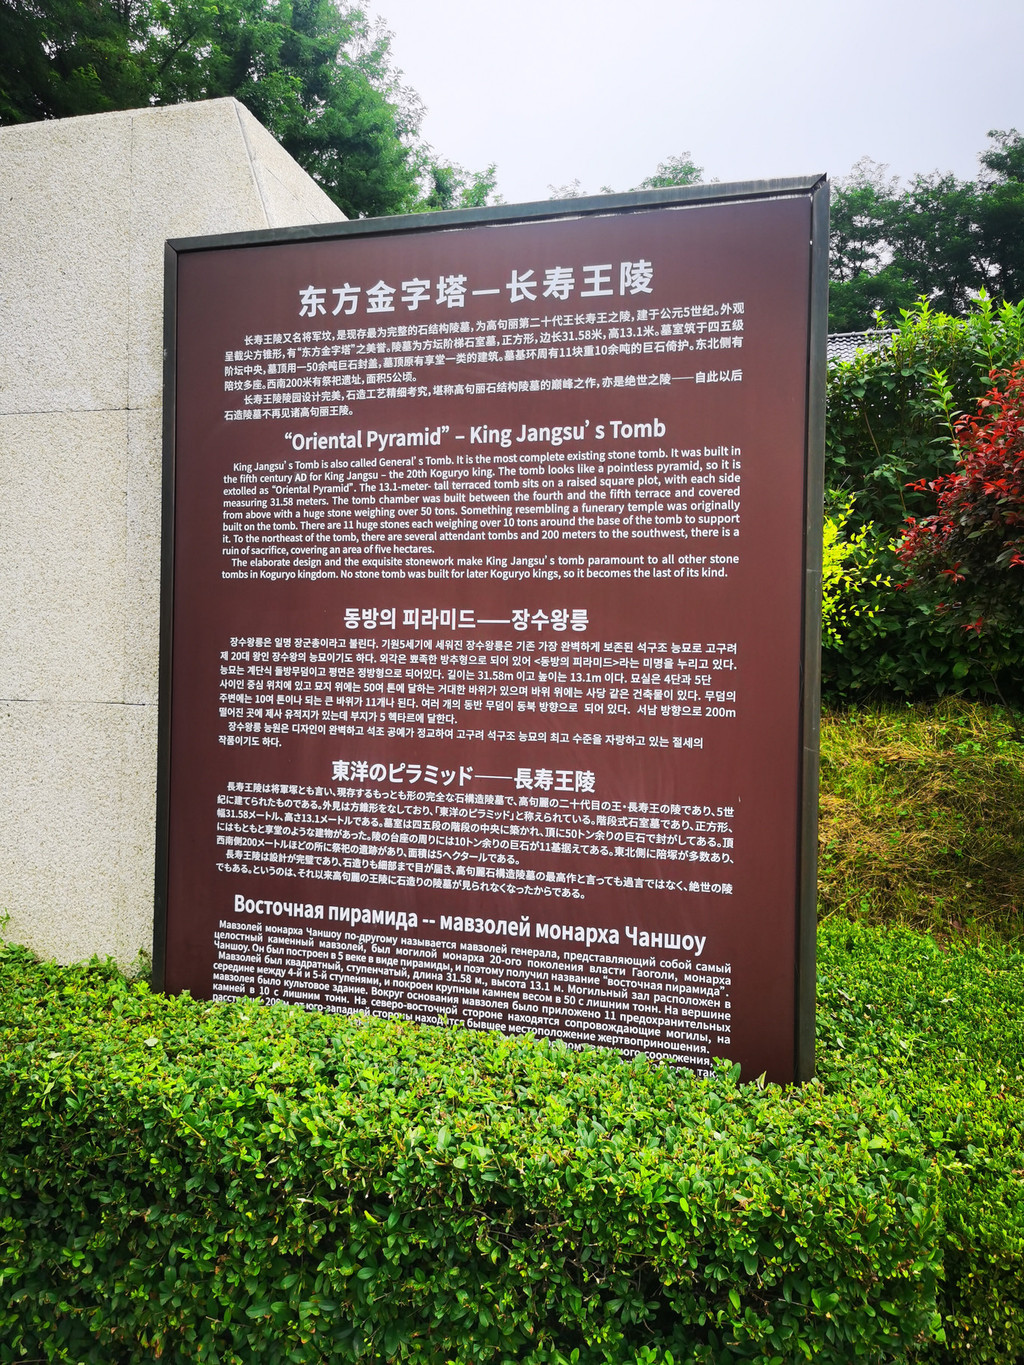 东方金字塔—长寿王陵
长寿王陵又名将军坟，是现存最为完整的石结构陵墓，为高句丽第二十代王长寿王之陵，建于公元5世纪。外观
呈截尖方锥形，有“东方金字塔”之美誉。陵墓为方坛阶梯石室墓，正方形，边长31.58米，高13.1米。墓室筑于四五级
阶坛中央，墓顶用一50余吨巨石封盖，墓顶原有享堂一类的建筑。墓基环周有11块重10余吨的巨石倚护。东北侧有
陪坟多座。西南200米有祭祀遗址，面积5公顷。
长寿王陵陵园设计完美，石造工艺精细考究，堪称高句丽石结构陵墓的巅峰之作，亦是绝世之陵——自此以后
石造陵墓不再见诸高句丽王陵。
“Oriental Pyramid” – King Jangsu’s Tomb
King Jangsu’s Tomb is also called General’s Tomb. It is the most complete existing stone tomb. It was built in
the fifth century AD for King Jangsu – the 20th Koguryo king. The tomb looks like a pointless pyramid, so it is
extolled as “Oriental Pyramid”. The 13.1-meter- tall terraced tomb sits on a raised square plot, with each side
measuring 31.58 meters. The tomb chamber was built between the fourth and the fifth terrace and covered
from above with a huge stone weighing over 50 tons. Something resembling a funerary temple was originally
built on the tomb. There are 11 huge stones each weighing over 10 tons around the base of the tomb to support
it. To the northeast of the tomb, there are several attendant tombs and 200 meters to the southwest, there is a
ruin of sacrifice, covering an area of five hectares.
The elaborate design and the exquisite stonework make King Jangsu’s tomb paramount to all other stone
tombs in Koguryo kingdom. No stone tomb was built for later Koguryo kings, so it becomes the last of its kind.
동방의 피라미드——장수왕릉
장수왕릉은 일명 장군총이라고 불린다. 기원5세기에 세워진 장수왕릉은 기존 가장 완벽하게 보존된 석구조 능묘로 고구려
제 20대 왕인 장수왕의 능묘이기도 하다. 외각은 뾰족한 방추형으로 되어 있어 <동방의 피라미드>라는 미명을 누리고 있다.
능묘는 계단식 돌방무덤이고 평면은 정방형으로 되어있다. 길이는 31.58m 이고 높이는 13.1m 이다. 묘실은 4단과 5단
사이인 중심 위치에 있고 묘지 위에는 50여 톤에 달하는 거대한 바위가 있으며 바위 위에는 사당 같은 건축물이 있다. 무덤의
주변에는 10여 톤이나 되는 큰 바위가 11개나 된다. 여러 개의 동반 무덤이 동북 방향으로 되어 있다. 서남 방향으로 200m
떨어진 곳에 제사 유적지가 있는데 부지가 5 헥타르에 달한다.
장수왕릉 능원은 디자인이 완벽하고 석조 공예가 정교하여 고구려 석구조 능묘의 최고 수준을 자랑하고 있는 절세의
작품이기도 하다.
東洋のピラミッド——長寿王陵
長寿王陵は将軍塚とも言い、現存するもっとも形の完全な石構造陵墓で、高句麗の二十代目の王・長寿王の陵であり、5世
紀に建てられたものである。外見は方錐形をなしており、「東洋のピラミッド」と称えられている。階段式石室墓であり、正方形、
幅31.58メートル、高さ13.1メートルである。墓室は四五段の階段の中央に築かれ、頂に50トン余りの巨石で封がしてある。頂
にはもともと享堂のような建物があった。陵の台座の周りには10トン余りの巨石が11基据えてある。東北側に陪塚が多数あり、
西南側200メートルほどの所に祭祀の遺跡があり、面積は5ヘクタールである。
長寿王陵は設計が完璧であり、石造りも細部まで目が届き、高句麗石構造陵墓の最高作と言っても過言ではなく、絶世の陵
でもある。というのは、それ以来高句麗の王陵に石造りの陵墓が見られなくなったからである。
Восточная пирамида -- мавзолей монарха Чаншоу
Мавзолей монарха Чаншоу по-другому называется мавзолей генерала, представляющий собой самый
целостный каменный мавзолей, был могилой монарха 20-ого поколения власти Гаоголи, монарха
Чаншоу. Он был построен в 5 веке в виде пирамиды, и поэтому получил название “восточная пирамида”.
Мавзолей был квадратный, ступенчатый, длина 31.58 м., высота 13.1 м. Могильный зал расположен в
середине между 4-й и 5-й ступенями, и покроен крупным камнем весом в 50 с лишним тонн. На вершине
мавзолея было культовое здание. Вокруг основания мавзолея было приложено 11 предохранительных
камней в 10 с лишним тонн. На северо-восточной стороне находятся сопровождающие могилы, на
юго-западной стороны находится бывшее местоположение жертвоприношения.
сооружения,
так